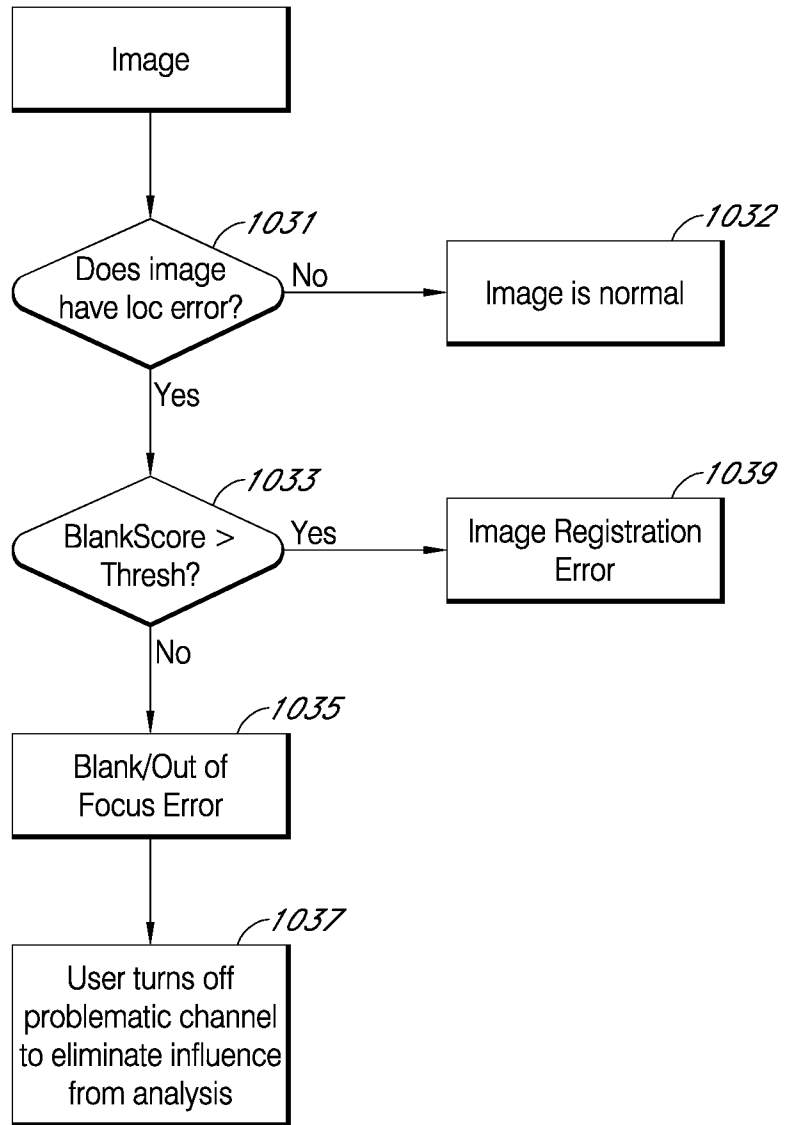 Image
1031
Does image
have loc error?
No
1032
Image is normal
Yes
1033
BlankScore >
Thresh?
Yes
1039
Image Registration
Error
No
1035
Blank/Out of
Focus Error
1037
User turns off
problematic channel
to eliminate influence
from analysis